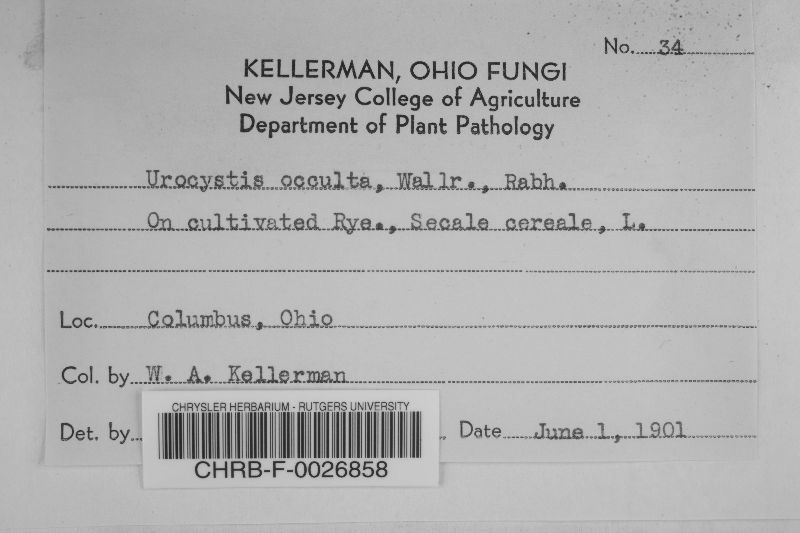 No. 34
KELLERMAN, OHIO FUNGI
New Jersey College of Agriculture
Department of Plant Pathology
Urocystis occulta, Wallr., Rabh.
On cultivated Rye., Secale cereale, L.
Loc. Columbus, Ohio
Col. by W. A. Kellerman
Det. by Date June 1, 1901
CHRYSLER HERBARIUM - RUTGERS UNIVERSITY
CHRB-F-0026858